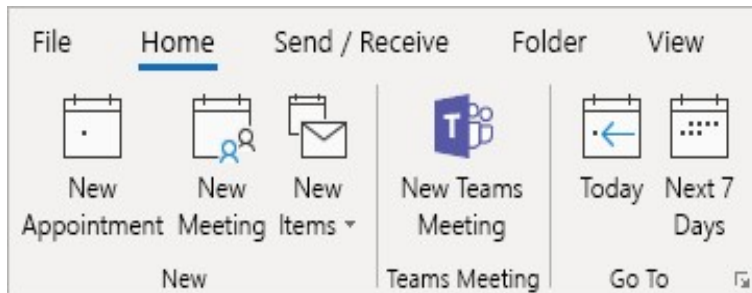 File Home Send / Receive Folder View
New Appointment
New Meeting
New Items
New Teams Meeting
Today
Next 7 Days
New
Teams Meeting
Go To